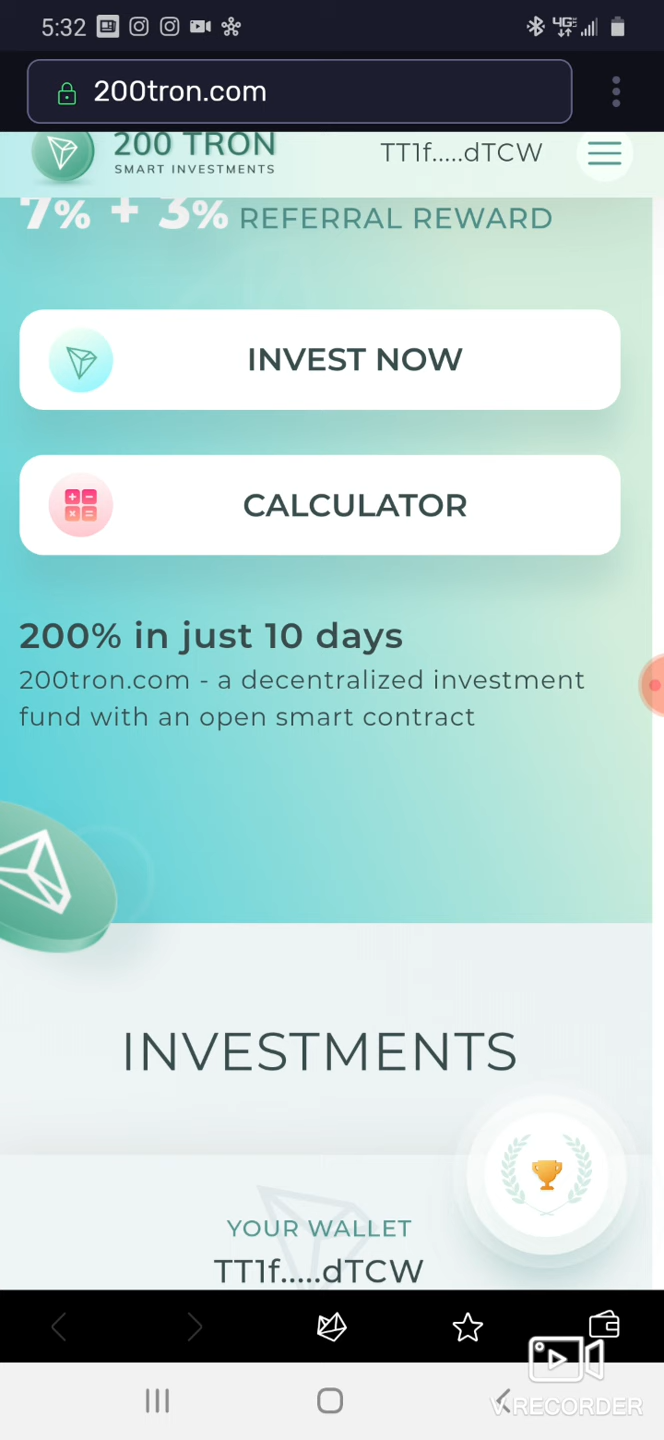 5:32
4GE
200tron.com
200 TRON
SMART INVESTMENTS
TT1f.....dTCW
7% + 3% REFERRAL REWARD
INVEST NOW
CALCULATOR
200% in just 10 days
200tron.com - a decentralized investment
fund with an open smart contract
INVESTMENTS
YOUR WALLET
TT1f.....dTCW
V RECORDER